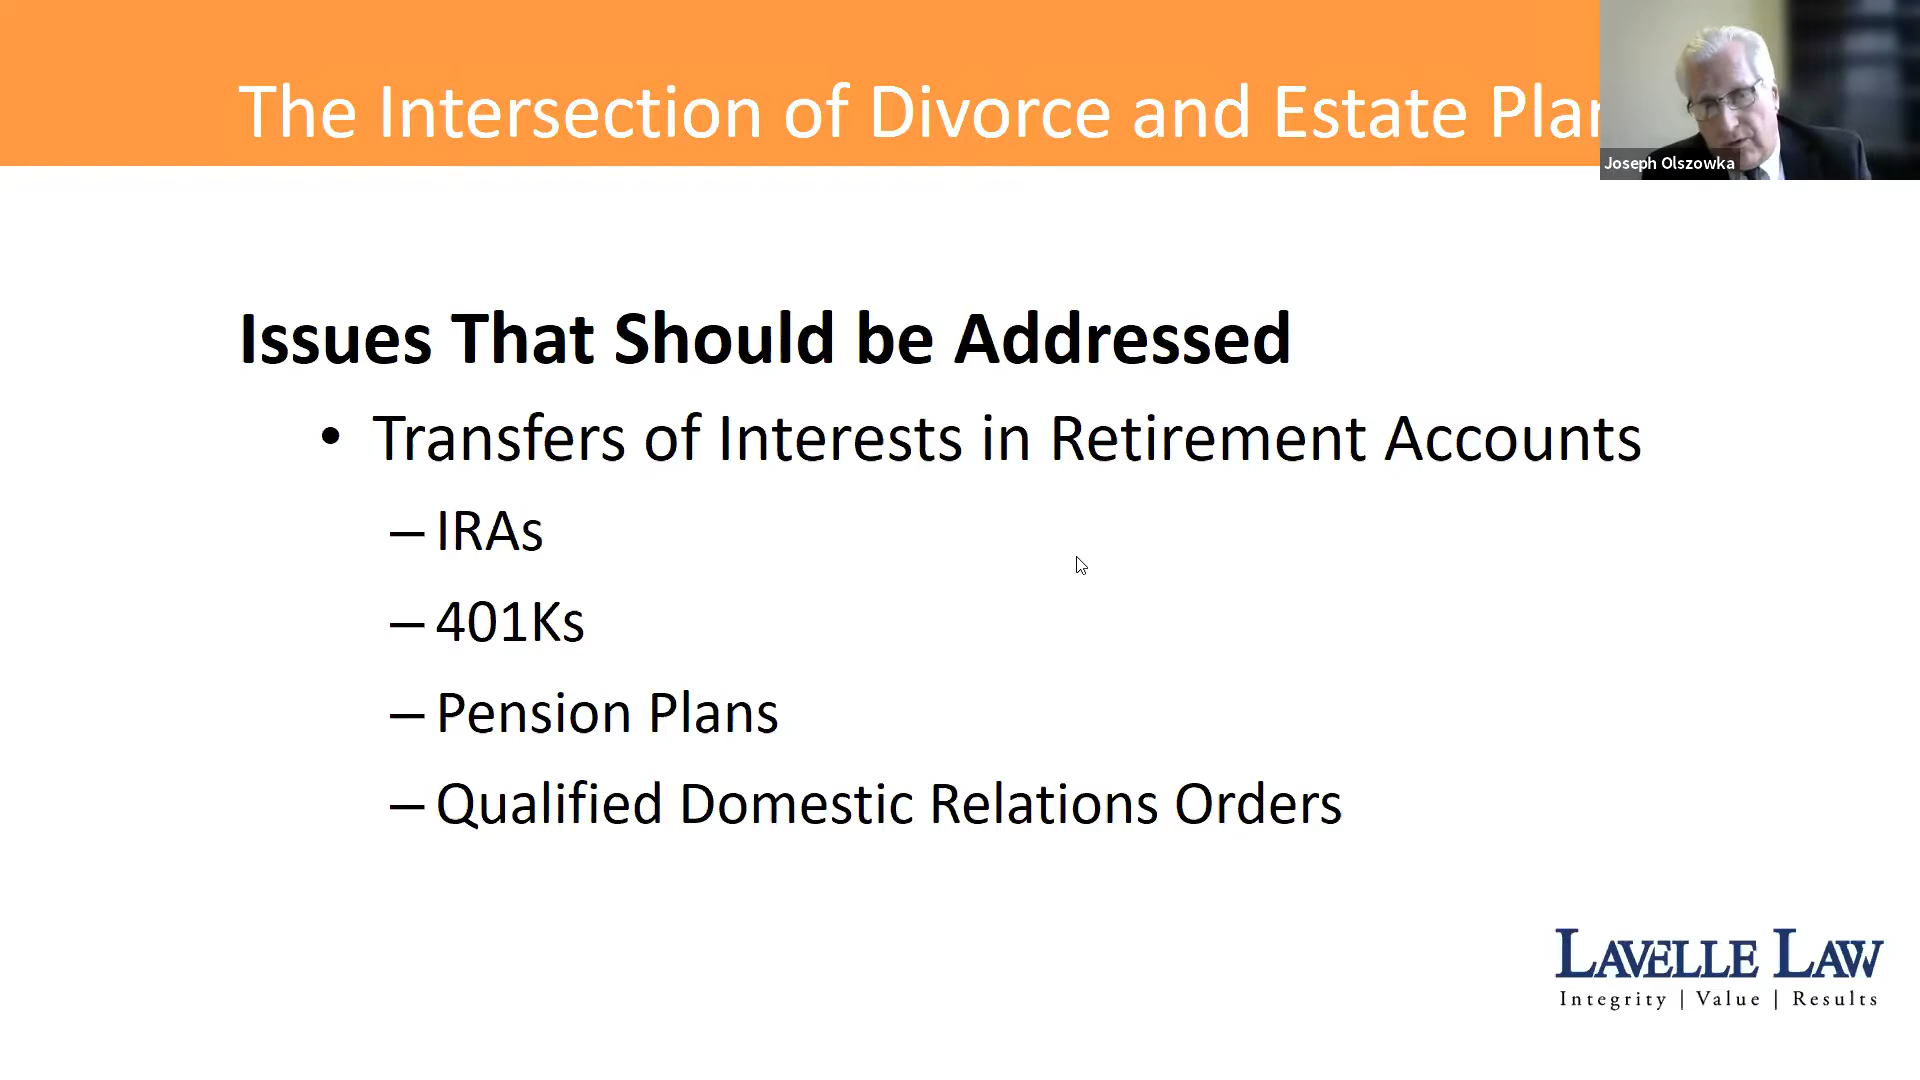 The Intersection of Divorce and Estate Plan
Joseph Olszowka
Issues That Should be Addressed
• Transfers of Interests in Retirement Accounts
– IRAs
– 401Ks
– Pension Plans
– Qualified Domestic Relations Orders
LAVELLE LAW
Integrity | Value | Results